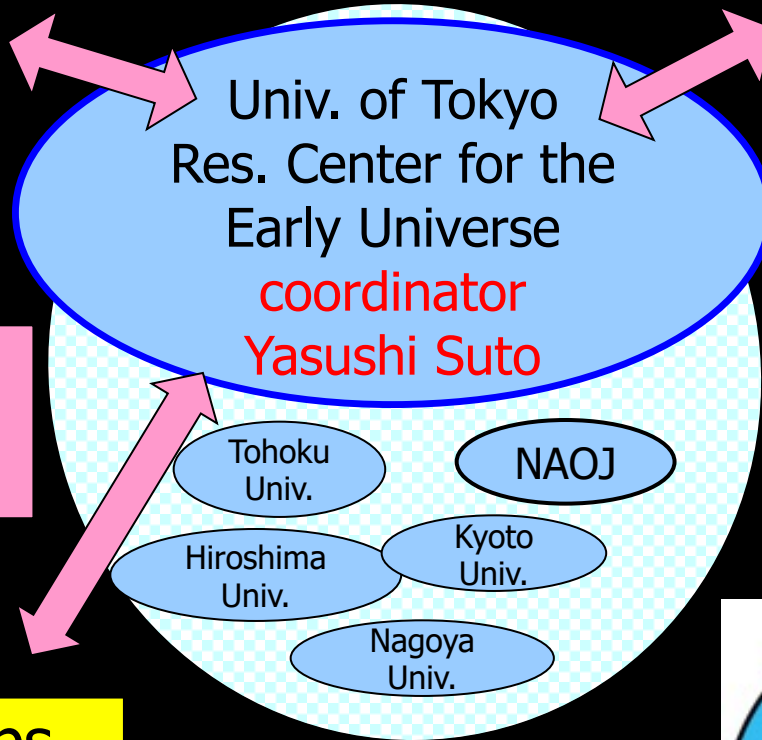 Univ. of Tokyo
Res. Center for the
Early Universe
coordinator
Yasushi Suto
Tohoku
Univ.
NAOJ
Hiroshima
Univ.
Kyoto
Univ.
Nagoya
Univ.